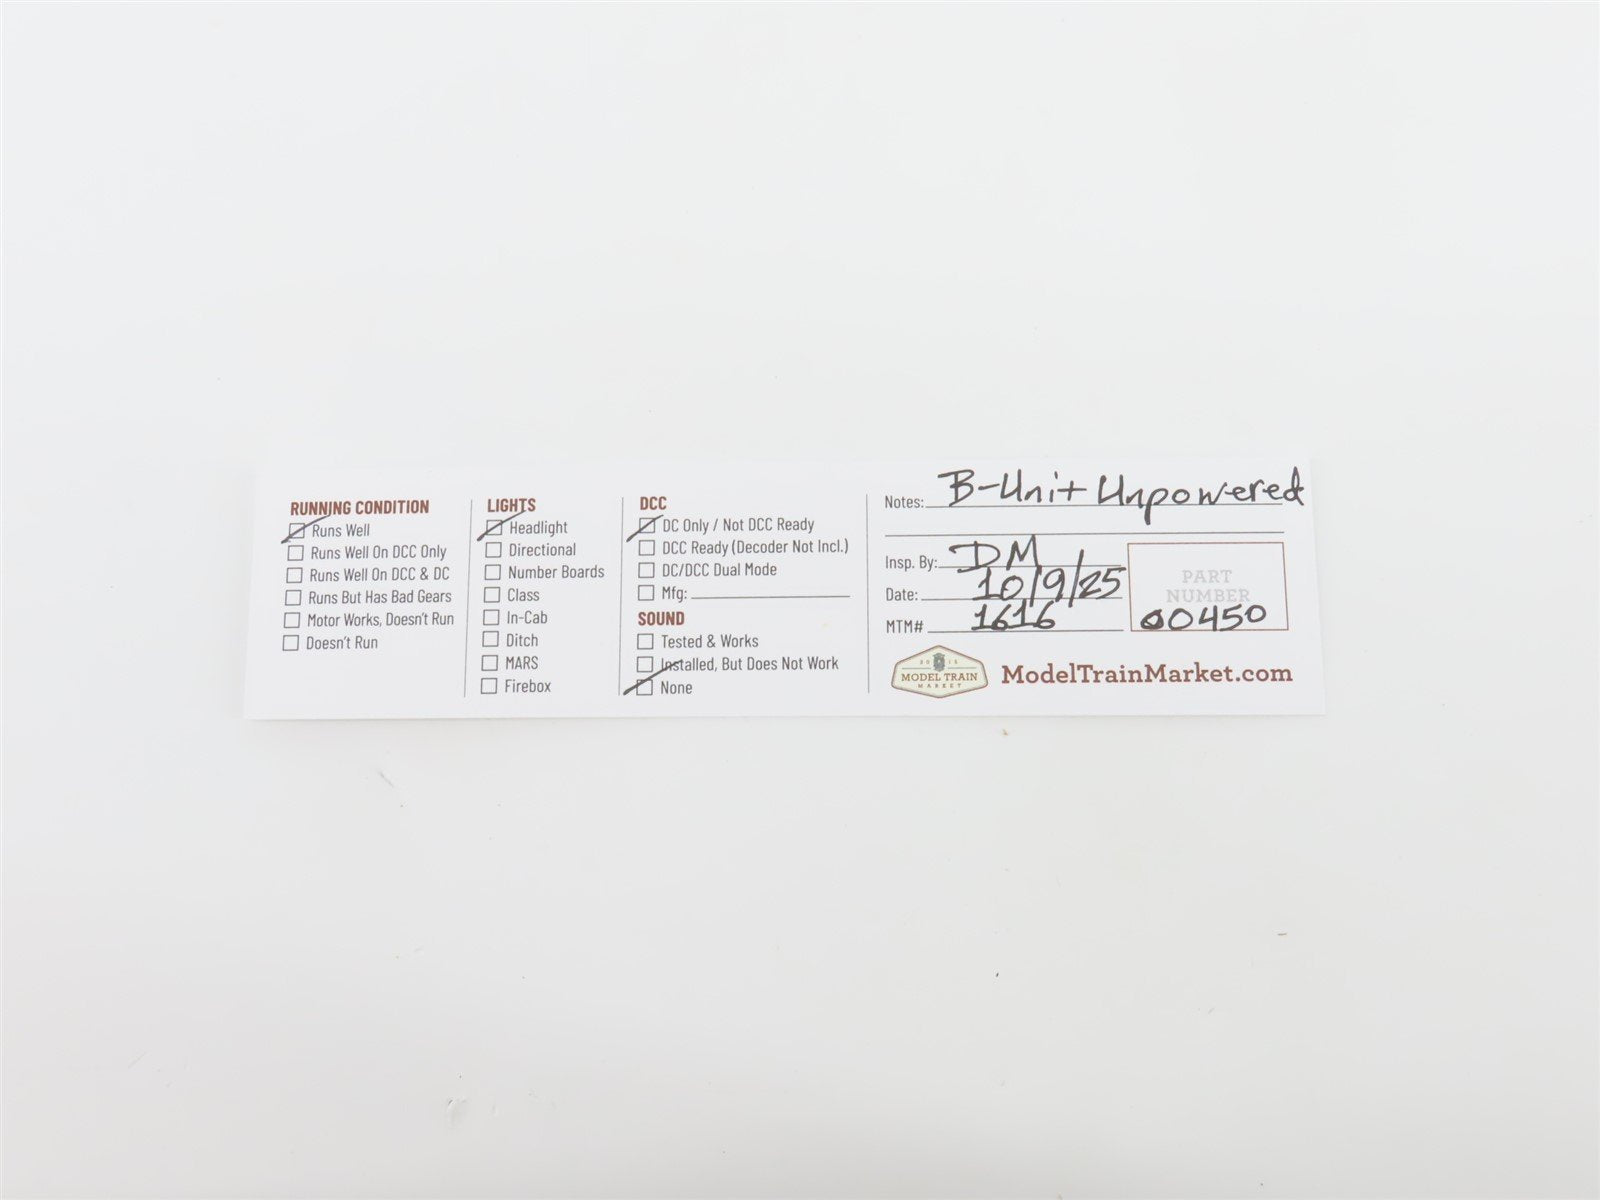 RUNNING CONDITION
Runs Well
Runs Well On DCC Only
Runs Well On DCC & DC
Runs But Has Bad Gears
Motor Works, Doesn't Run
Doesn't Run
LIGHTS
Headlight
Directional
Number Boards
Class
In-Cab
Ditch
MARS
Firebox
DCC
DC Only / Not DCC Ready
DCC Ready (Decoder Not Incl.)
DC/DCC Dual Mode
Mfg:
SOUND
Tested & Works
Installed, But Does Not Work
None
Notes: B-Unit Unpowered
Insp. By: DM
Date: 10/9/25
MTM# 1616
PART
NUMBER
00450
2015
MODEL TRAIN
MARKET
ModelTrainMarket.com